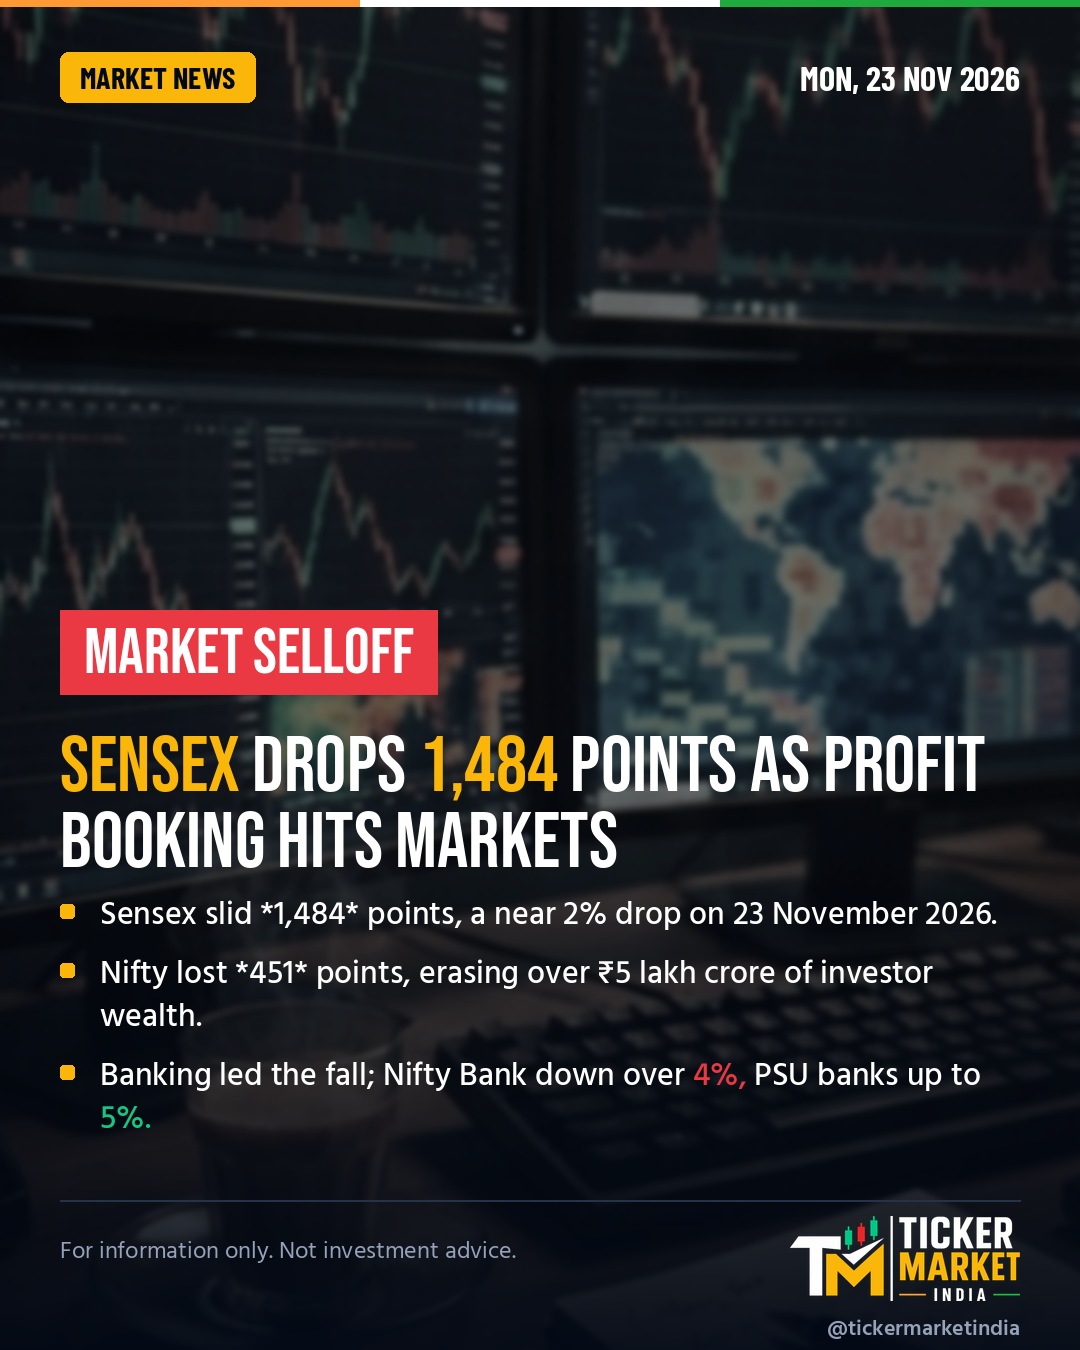 MARKET NEWS
MON, 23 NOV 2026
MARKET SELLOFF
SENSEX DROPS 1,484 POINTS AS PROFIT
BOOKING HITS MARKETS
Sensex slid *1,484* points, a near 2% drop on 23 November 2026.
Nifty lost *451* points, erasing over ₹5 lakh crore of investor
wealth.
Banking led the fall; Nifty Bank down over 4%, PSU banks up to
5%.
For information only. Not investment advice.
TM
TICKER
MARKET
INDIA
@tickermarketindia